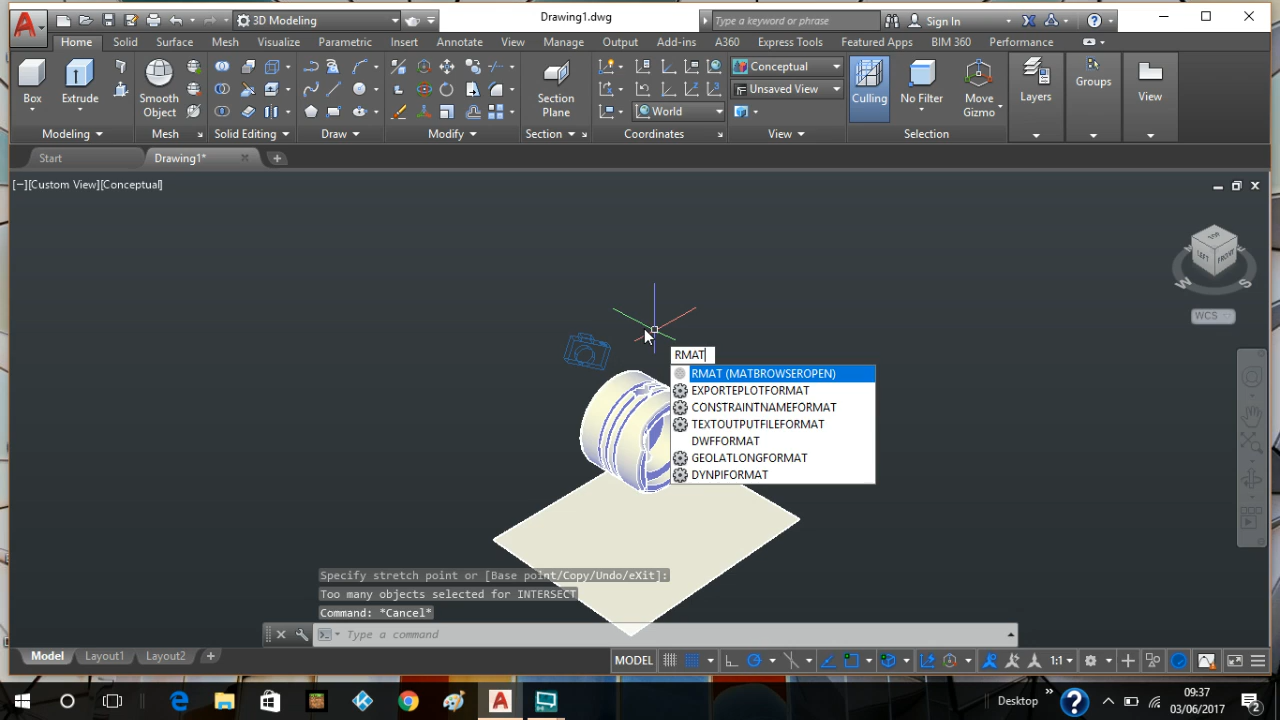 3D Modeling
Drawing1.dwg
Type a keyword or phrase
Sign In
Home
Solid
Surface
Mesh
Visualize
Parametric
Insert
Annotate
View
Manage
Output
Add-ins
A360
Express Tools
Featured Apps
BIM 360
Performance
Box
Extrude
Smooth
Object
Section
Plane
Conceptual
Unsaved View
World
Culling
No Filter
Move
Gizmo
Layers
Groups
View
Modeling
Mesh
Solid Editing
Draw
Modify
Section
Coordinates
View
Selection
Start
Drawing1*
[−][Custom View][Conceptual]
TOP
LEFT
FRONT
W
S
WCS
RMAT
RMAT (MATBROWSEROPEN)
EXPORTEPLOTFORMAT
CONSTRAINTNAMEFORMAT
TEXTOUTPUTFILEFORMAT
DWFFORMAT
GEOLATLONGFORMAT
DYNPIFORMAT
Specify stretch point or [Base point/Copy/Undo/eXit]:
Too many objects selected for INTERSECT
Command: *Cancel*
Type a command
Model
Layout1
Layout2
MODEL
1:1
Desktop
09:37
03/06/2017
2